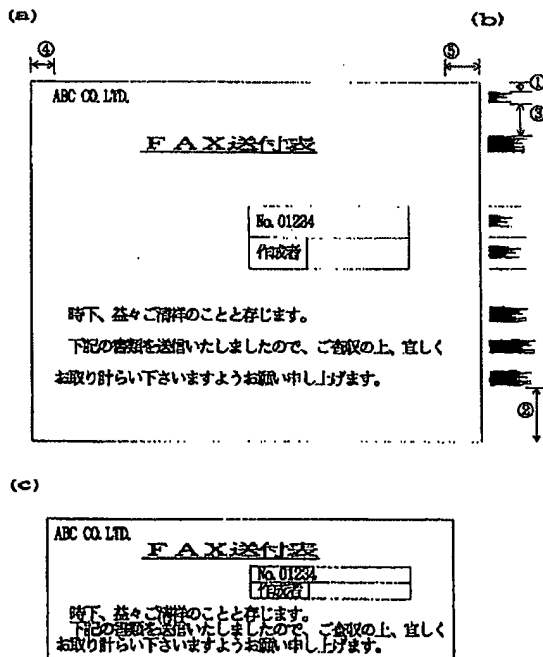 (a)
(b)
④
⑤
①
③
ABC CO. LTD.
FAX送付表
No. 01234
作成者
時下、益々ご清祥のことと存じます。
下記の書類を送信いたしましたので、ご査収の上、宜しく
お取り計らい下さいますようお願い申し上げます。
②
(c)
ABC CO. LTD.
FAX送付表
No. 01234
作成者
時下、益々ご清祥のことと存じます。
下記の書類を送信いたしましたので、ご査収の上、宜しく
お取り計らい下さいますようお願い申し上げます。